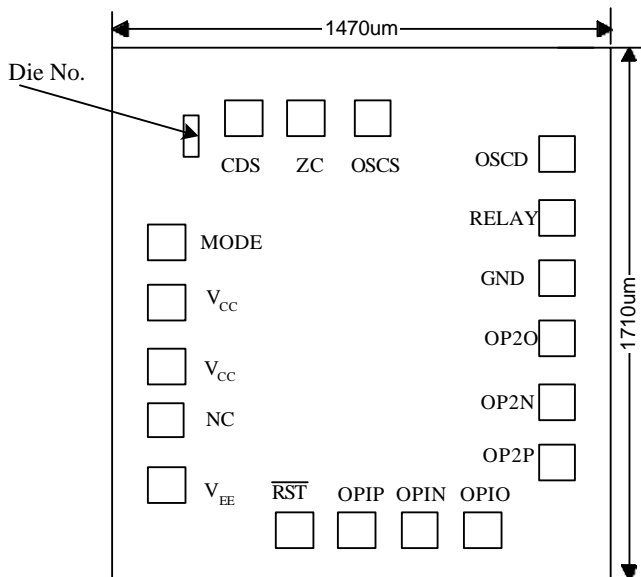 1470um
Die No.
CDS ZC OSCS
OSCD
MODE
RELAY
VCC
GND
1710um
OP2O
VCC
NC
OP2N
OP2P
VEE
RST OPIP OPIN OPIO